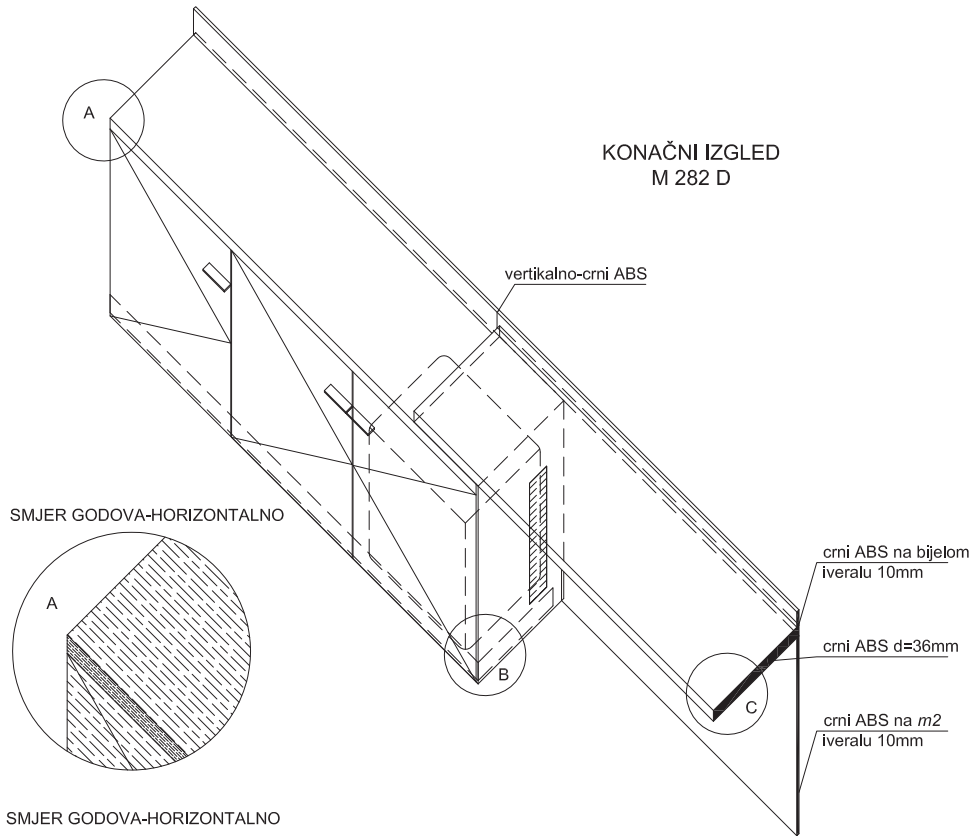 KONAČNI IZGLED
M 282 D
A
vertikalno-crni ABS
SMJER GODOVA-HORIZONTALNO
A
B
C
crni ABS na bijelom
iveralu 10mm
crni ABS d=36mm
crni ABS na m2
iveralu 10mm
SMJER GODOVA-HORIZONTALNO